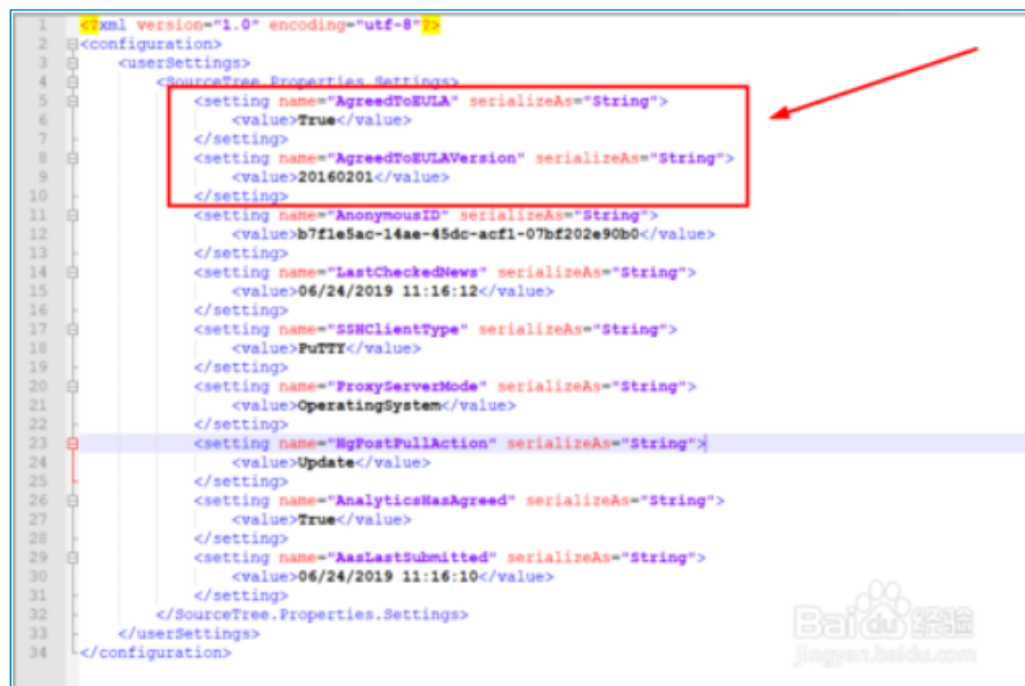 1 <?xml version="1.0" encoding="utf-8"?>
2 <configuration>
3 <userSettings>
4 <SourceTree.Properties.Settings>
5 <setting name="AgreedToEULA" serializeAs="String">
6 <value>True</value>
7 </setting>
8 <setting name="AgreedToEULAVersion" serializeAs="String">
9 <value>20160201</value>
10 </setting>
11 <setting name="AnonymousID" serializeAs="String">
12 <value>b7f1e5ac-14ae-45dc-acf1-07bf202e90b0</value>
13 </setting>
14 <setting name="LastCheckedNews" serializeAs="String">
15 <value>06/24/2019 11:16:12</value>
16 </setting>
17 <setting name="SSHClientType" serializeAs="String">
18 <value>PuTTY</value>
19 </setting>
20 <setting name="ProxyServerMode" serializeAs="String">
21 <value>OperatingSystem</value>
22 </setting>
23 <setting name="HgPostPullAction" serializeAs="String">
24 <value>Update</value>
25 </setting>
26 <setting name="AnalyticsHasAgreed" serializeAs="String">
27 <value>True</value>
28 </setting>
29 <setting name="AasLastSubmitted" serializeAs="String">
30 <value>06/24/2019 11:16:10</value>
31 </setting>
32 </SourceTree.Properties.Settings>
33 </userSettings>
34 </configuration>
Baidu 经验
jingyan.baidu.com